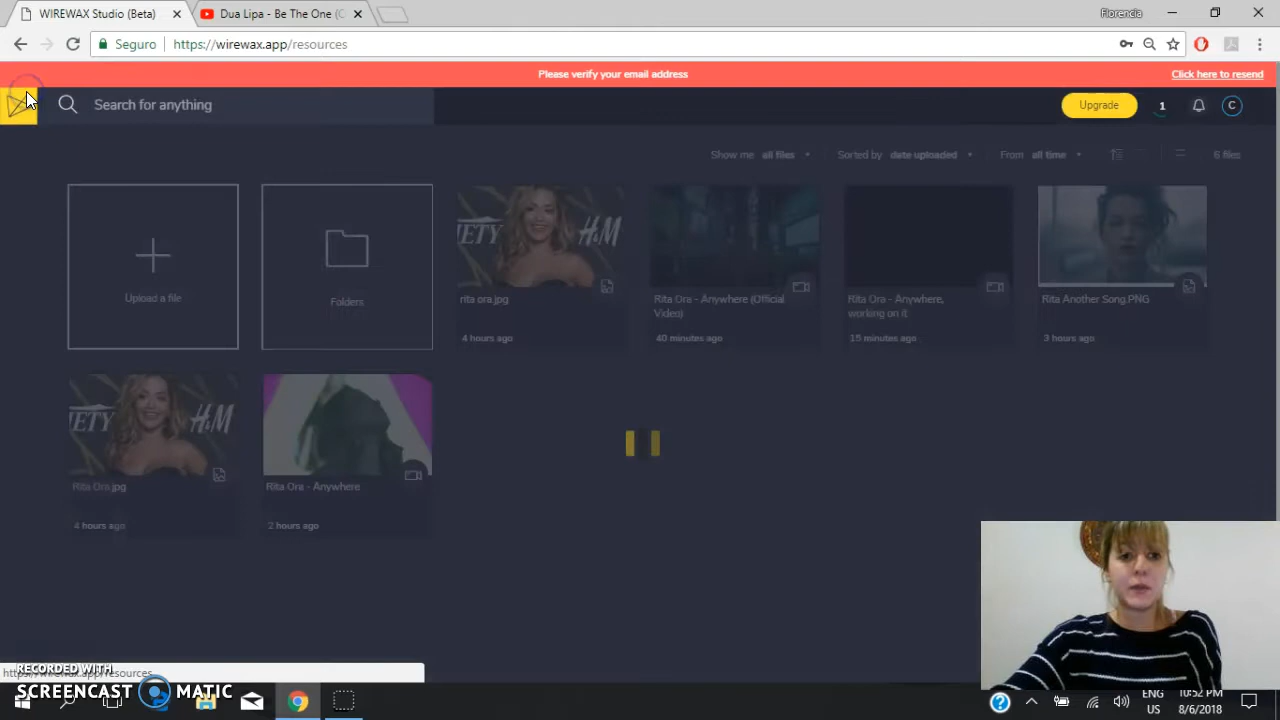 WIREWAX Studio (Beta)
Dua Lipa - Be The One (C
Florencia
Seguro
https://wirewax.app/resources
Please verify your email address
Click here to resend
Search for anything
Upgrade
1
C
Show me all files
Sorted by date uploaded
From all time
6 files
Upload a file
Folders
rita ora.jpg
4 hours ago
Rita Ora - Anywhere (Official Video)
40 minutes ago
Rita Ora - Anywhere, working on it
15 minutes ago
Rita Another Song.PNG
3 hours ago
Rita Ora.jpg
4 hours ago
Rita Ora - Anywhere
2 hours ago
https://wirewax.app/resources
RECORDED WITH
SCREENCAST MATIC
ENG
US
10:52 PM
8/6/2018